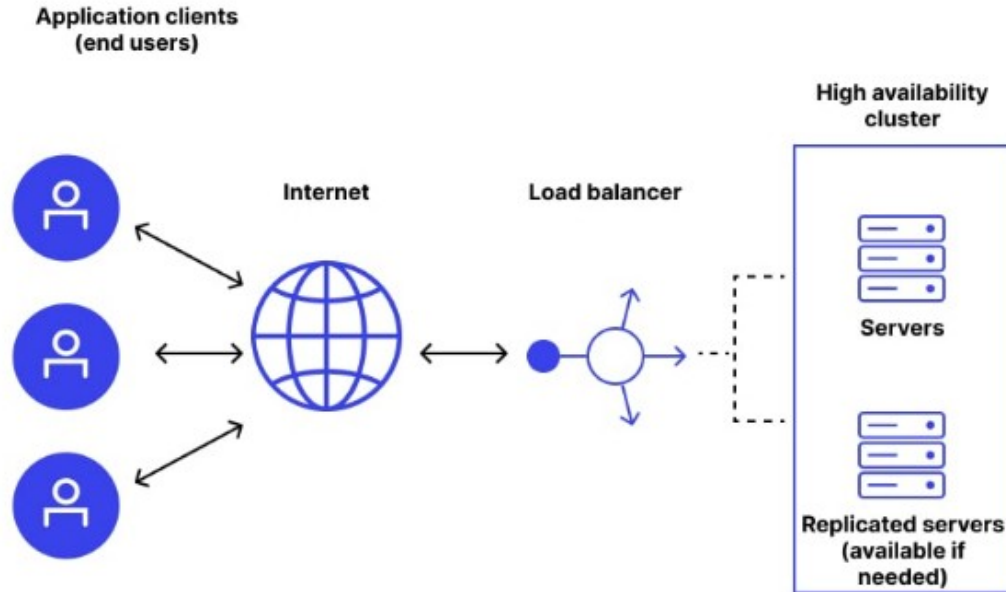 Application clients
(end users)
High availability
cluster
Internet
Load balancer
Servers
Replicated servers
(available if
needed)